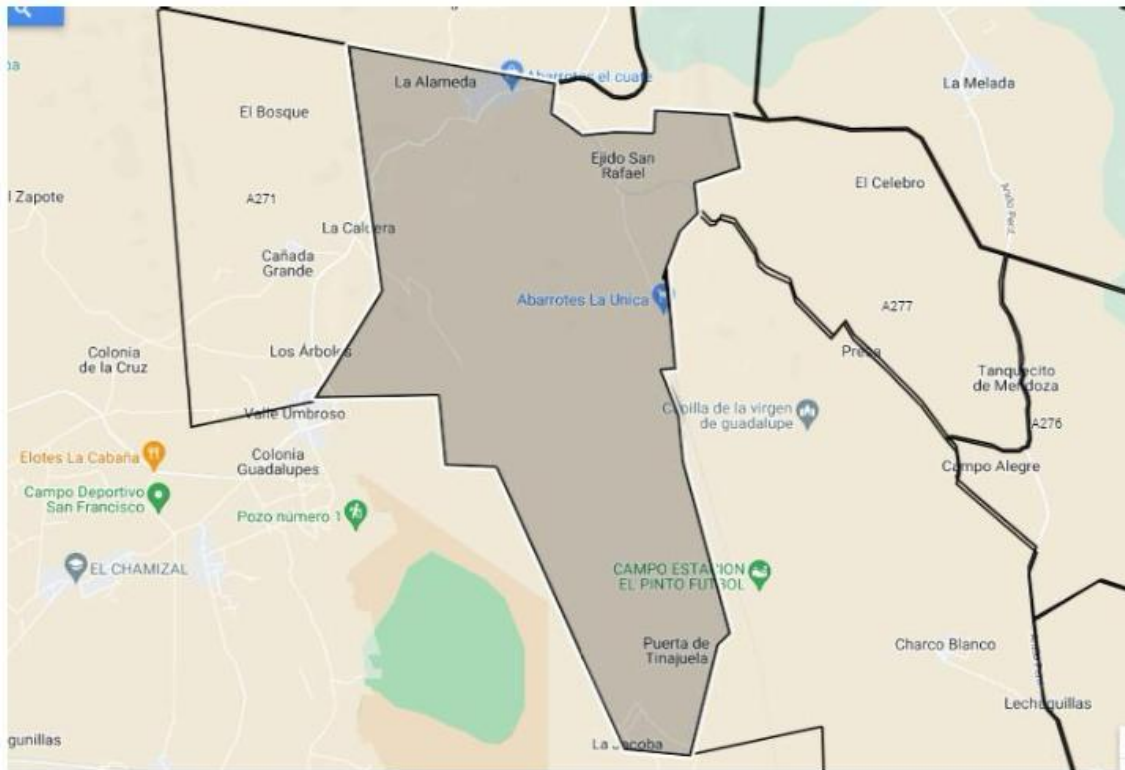 La Alameda
Abarrotes el cuate
La Melada
El Bosque
Ejido San
Rafael
El Celebro
l Zapote
A271
La Caldera
Cañada
Grande
Abarrotes La Unica
A277
Colonia
de la Cruz
Los Árboles
Presa
Tanquecito
de Mendoza
Valle Umbroso
Cupilla de la virgen
de guadalupe
A276
Elotes La Cabaña
Colonia
Guadalupes
Campo Alegre
Campo Deportivo
San Francisco
Pozo número 1
EL CHAMIZAL
CAMPO ESTACION
EL PINTO FUTBOL
Puerta de
Tinajuela
Charco Blanco
Lechuguillas
gunillas
La Jocoba